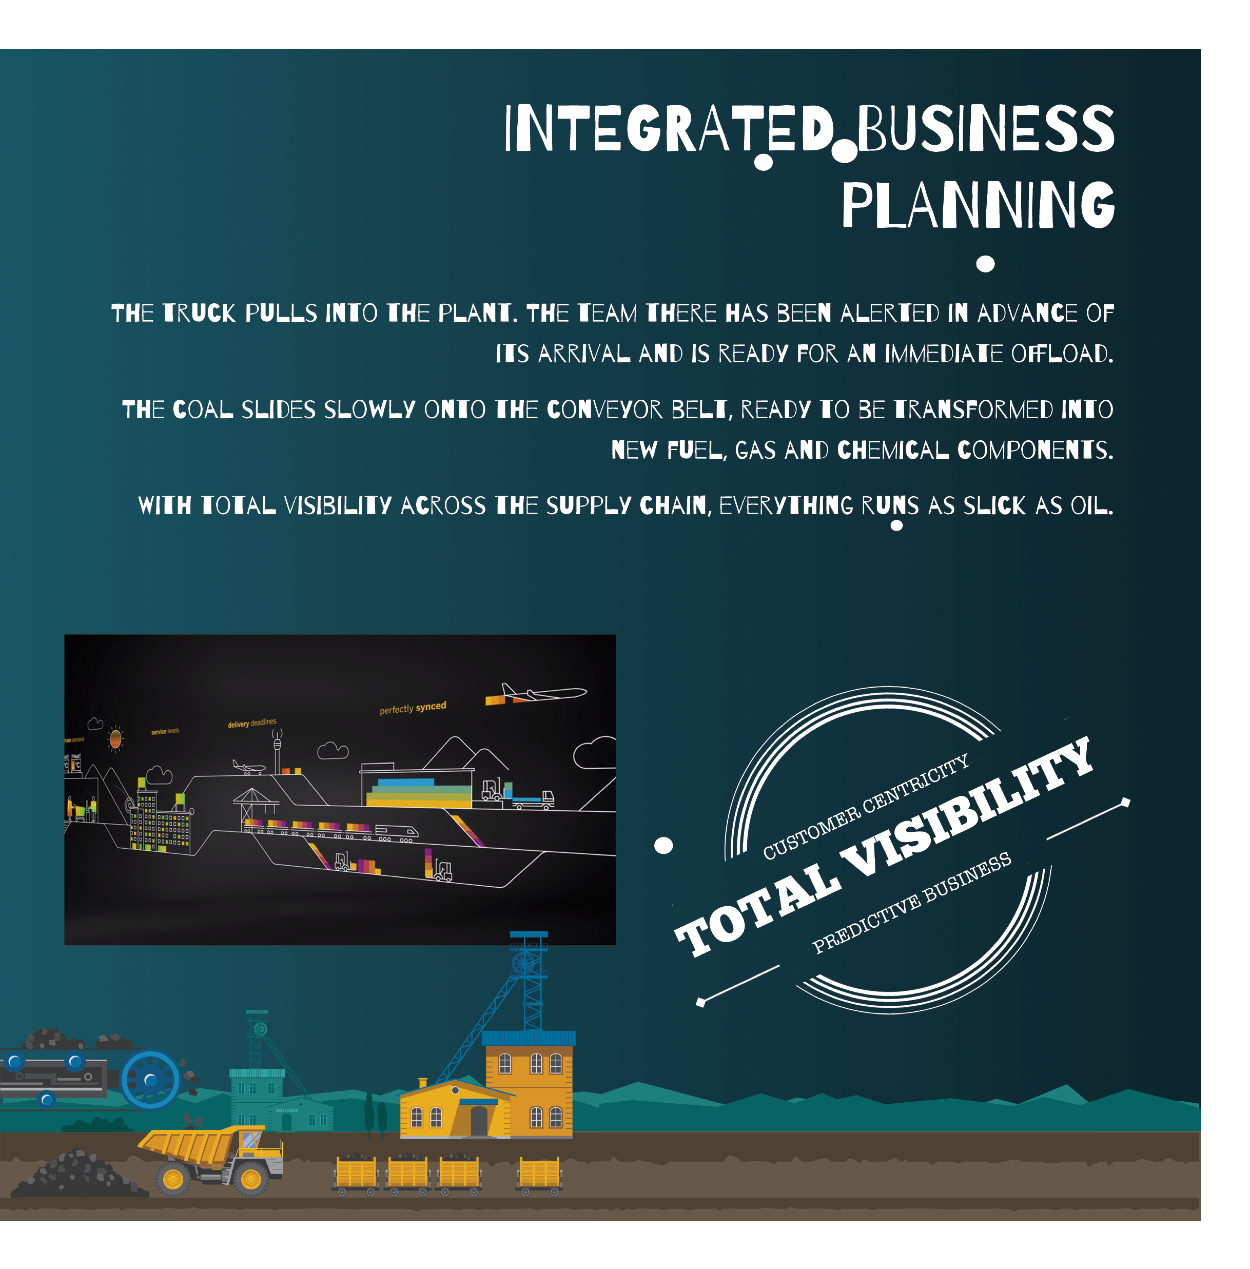 INTEGRATED BUSINESS
PLANNING
THE TRUCK PULLS INTO THE PLANT. THE TEAM THERE HAS BEEN ALERTED IN ADVANCE OF
ITS ARRIVAL AND IS READY FOR AN IMMEDIATE OFFLOAD.
THE COAL SLIDES SLOWLY ONTO THE CONVEYOR BELT, READY TO BE TRANSFORMED INTO
NEW FUEL, GAS AND CHEMICAL COMPONENTS.
WITH TOTAL VISIBILITY ACROSS THE SUPPLY CHAIN, EVERYTHING RUNS AS SLICK AS OIL.
demand
service levels
delivery deadlines
perfectly synced
CUSTOMER CENTRICITY
TOTAL VISIBILITY
PREDICTIVE BUSINESS